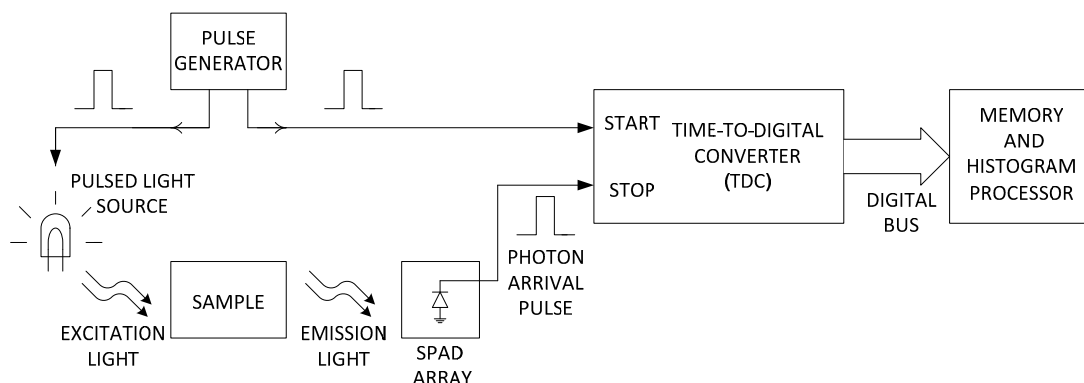 PULSE
GENERATOR
START
STOP
TIME-TO-DIGITAL
CONVERTER
(TDC)
MEMORY
AND
HISTOGRAM
PROCESSOR
DIGITAL
BUS
PULSED LIGHT
SOURCE
EXCITATION
LIGHT
SAMPLE
EMISSION
LIGHT
SPAD
ARRAY
PHOTON
ARRIVAL
PULSE